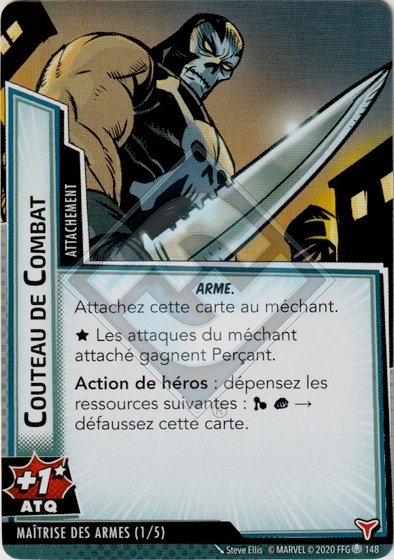 COUTEAU DE COMBAT
ATTACHEMENT
ARME.
Attachez cette carte au méchant.
★ Les attaques du méchant
attaché gagnent Perçant.
Action de héros : dépensez les
ressources suivantes : →
défaussez cette carte.
+1★
ATQ
MAÎTRISE DES ARMES (1/5)
Steve Ellis © MARVEL © 2020 FFG 148